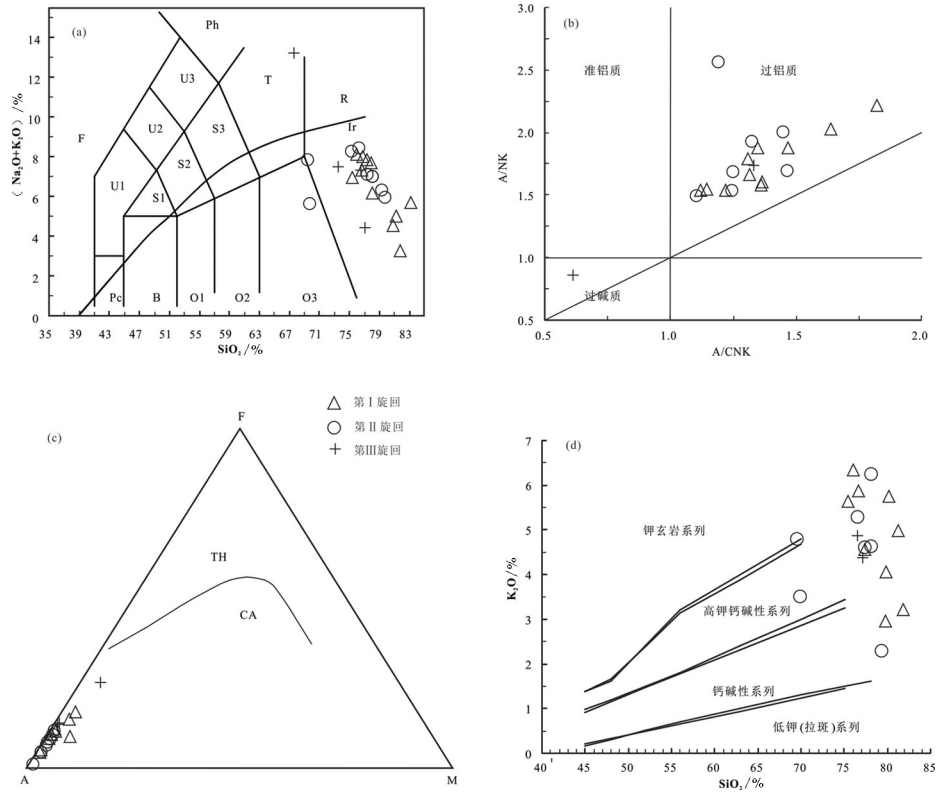 (a)
Ph
U3
T
F
U2
S3
R
Ir
U1
S2
S1
Pc
B
O1
O2
O3
14
12
10
8
6
4
2
0
35
39
43
47
51
55
59
63
67
71
75
79
83
(Na₂O+K₂O)/%
SiO₂/%
(b)
准铝质
过铝质
过碱质
3.0
2.5
2.0
1.5
1.0
0.5
0.5
1.0
1.5
2.0
A/NK
A/CNK
(c)
F
TH
CA
A
M
第Ⅰ旋回
第Ⅱ旋回
第Ⅲ旋回
(d)
钾玄岩系列
高钾钙碱性系列
钙碱性系列
低钾(拉斑)系列
7
6
5
4
3
2
1
0
40
45
50
55
60
65
70
75
80
85
K₂O/%
SiO₂/%